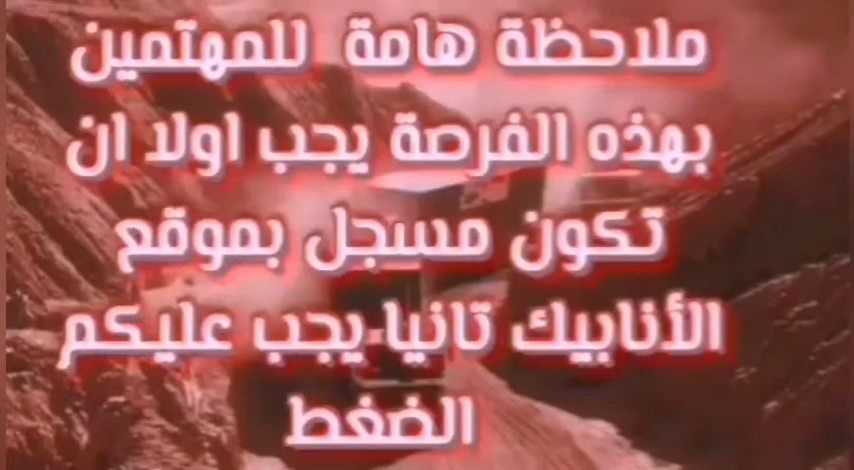 ملاحظة هامة للمهتمين
بهذه الفرصة يجب اولا ان
تكون مسجل بموقع
الأنابيك تانيا يجب عليكم
الضغط